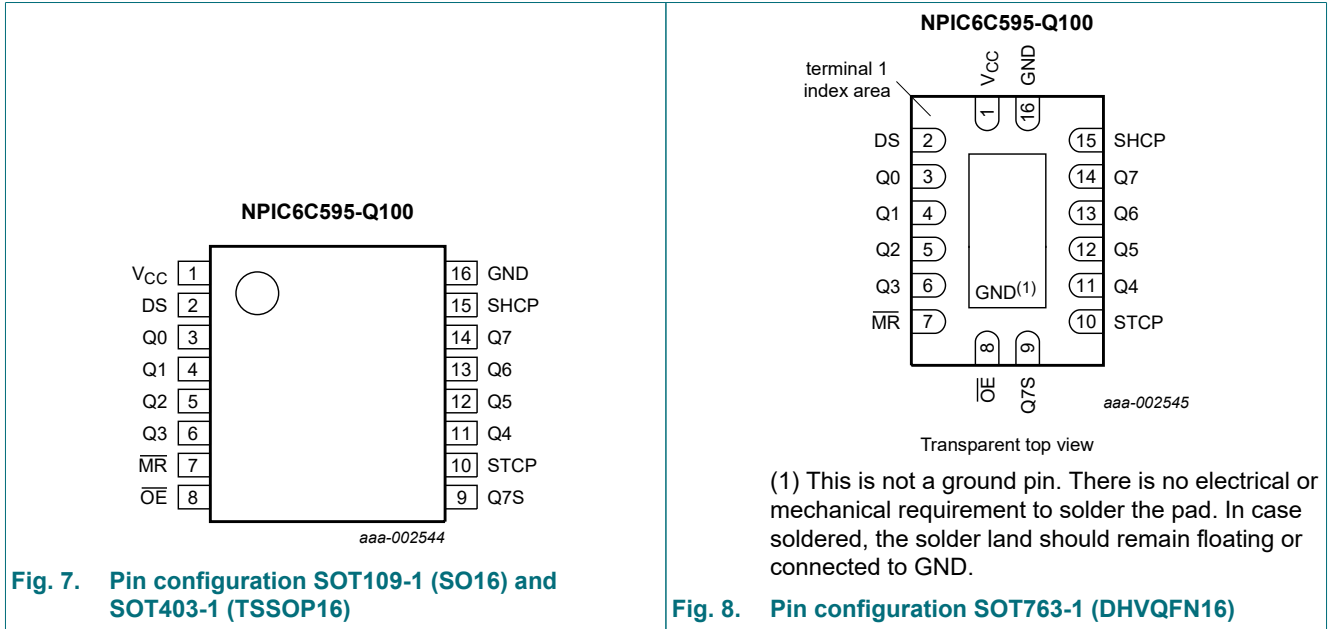 NPIC6C595-Q100
VCC 1
DS 2
Q0 3
Q1 4
Q2 5
Q3 6
MR 7
OE 8
16 GND
15 SHCP
14 Q7
13 Q6
12 Q5
11 Q4
10 STCP
9 Q7S
aaa-002544
Fig. 7. Pin configuration SOT109-1 (SO16) and
SOT403-1 (TSSOP16)
NPIC6C595-Q100
terminal 1
index area
VCC
GND
1
16
DS 2
Q0 3
Q1 4
Q2 5
Q3 6
MR 7
15 SHCP
14 Q7
13 Q6
12 Q5
11 Q4
10 STCP
GND(1)
8
9
OE
Q7S
aaa-002545
Transparent top view
(1) This is not a ground pin. There is no electrical or
mechanical requirement to solder the pad. In case
soldered, the solder land should remain floating or
connected to GND.
Fig. 8. Pin configuration SOT763-1 (DHVQFN16)